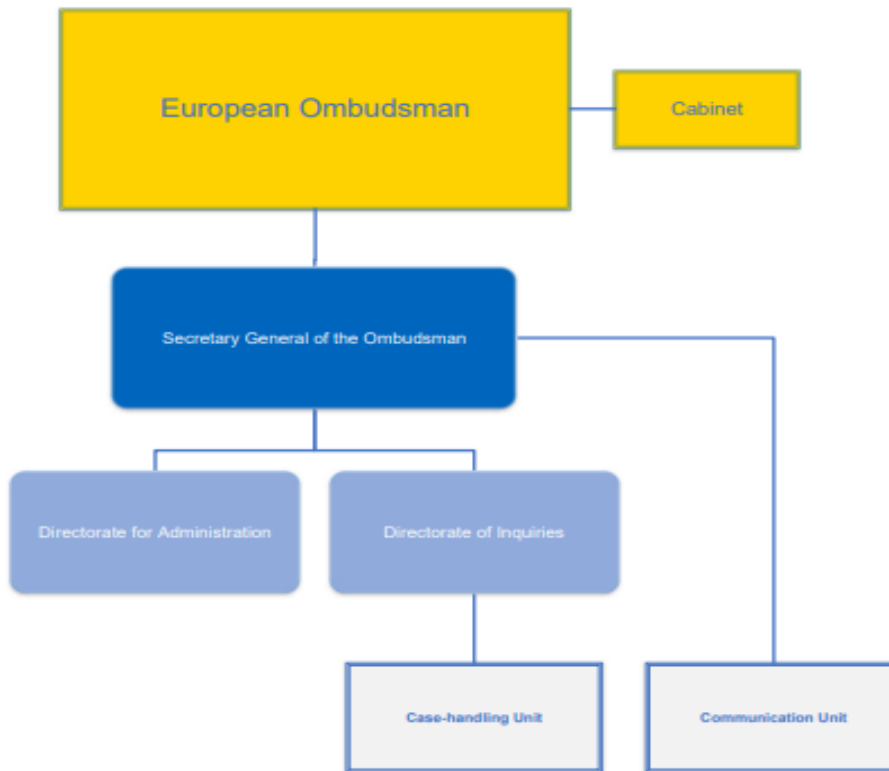 European Ombudsman
Cabinet
Secretary General of the Ombudsman
Directorate for Administration
Directorate of Inquiries
Case-handling Unit
Communication Unit